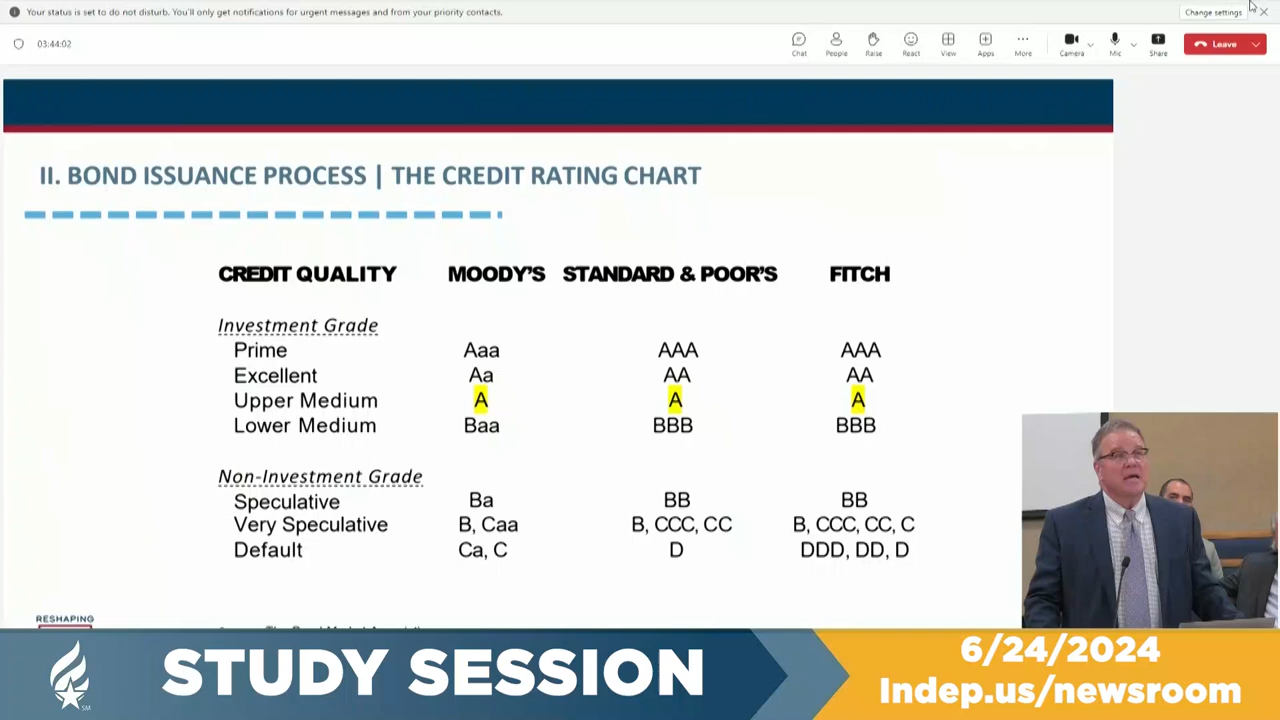 Your status is set to do not disturb. You'll only get notifications for urgent messages and from your priority contacts.
Change settings
03:44:02
Chat People Raise React View Apps More Camera Mic Share Leave
II. BOND ISSUANCE PROCESS | THE CREDIT RATING CHART
CREDIT QUALITY MOODY'S STANDARD & POOR'S FITCH
Investment Grade
Prime Aaa AAA AAA
Excellent Aa AA AA
Upper Medium A A A
Lower Medium Baa BBB BBB
Non-Investment Grade
Speculative Ba BB BB
Very Speculative B, Caa B, CCC, CC B, CCC, CC, C
Default Ca, C D DDD, DD, D
RESHAPING
STUDY SESSION
SM
6/24/2024
Indep.us/newsroom